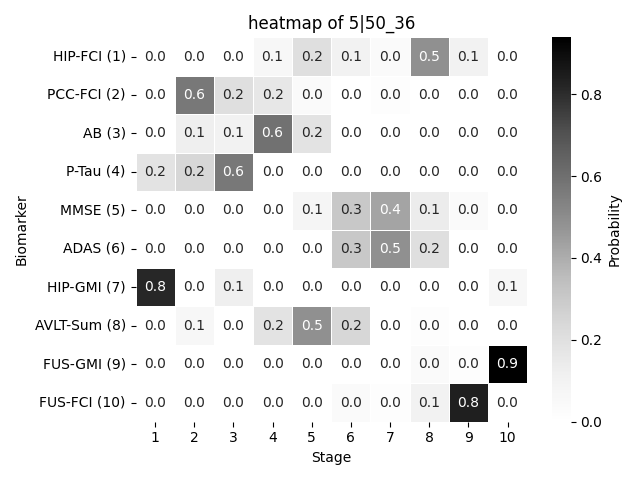 heatmap of 5|50_36
HIP-FCI (1) 0.0 0.0 0.0 0.1 0.2 0.1 0.0 0.5 0.1 0.0
PCC-FCI (2) 0.0 0.6 0.2 0.2 0.0 0.0 0.0 0.0 0.0 0.0
AB (3) 0.0 0.1 0.1 0.6 0.2 0.0 0.0 0.0 0.0 0.0
P-Tau (4) 0.2 0.2 0.6 0.0 0.0 0.0 0.0 0.0 0.0 0.0
MMSE (5) 0.0 0.0 0.0 0.0 0.1 0.3 0.4 0.1 0.0 0.0
ADAS (6) 0.0 0.0 0.0 0.0 0.0 0.3 0.5 0.2 0.0 0.0
HIP-GMI (7) 0.8 0.0 0.1 0.0 0.0 0.0 0.0 0.0 0.0 0.1
AVLT-Sum (8) 0.0 0.1 0.0 0.2 0.5 0.2 0.0 0.0 0.0 0.0
FUS-GMI (9) 0.0 0.0 0.0 0.0 0.0 0.0 0.0 0.0 0.0 0.9
FUS-FCI (10) 0.0 0.0 0.0 0.0 0.0 0.0 0.0 0.1 0.8 0.0
1 2 3 4 5 6 7 8 9 10
Stage
Biomarker
0.8
0.6
0.4
0.2
0.0
Probability